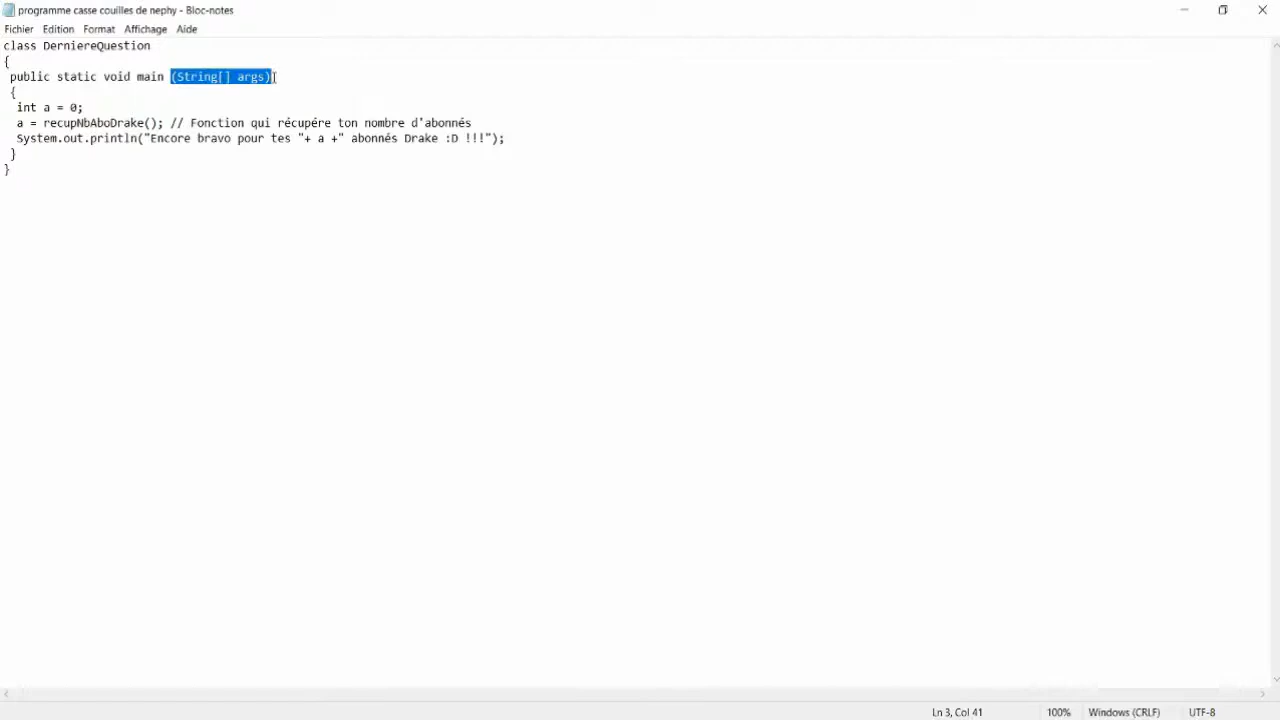 programme casse couilles de nephy - Bloc-notes
Fichier Edition Format Affichage Aide
class DerniereQuestion
{
public static void main (String[] args)
{
int a = 0;
a = recupNbAboDrake(); // Fonction qui récupére ton nombre d'abonnés
System.out.println("Encore bravo pour tes "+ a +" abonnés Drake :D !!!");
}
}
Ln 3, Col 41 100% Windows (CRLF) UTF-8